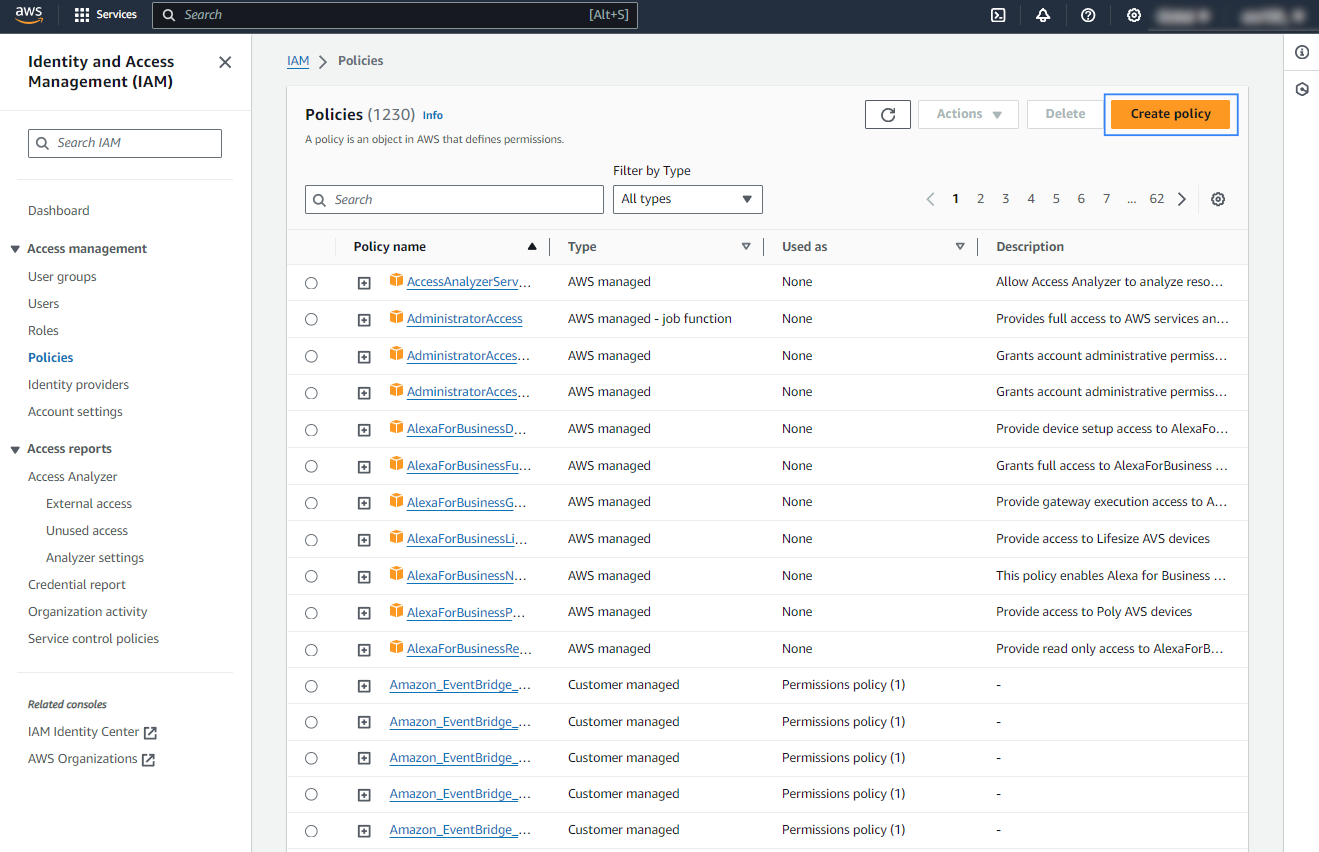 aws
Services
Search
[Alt+S]
Identity and Access
Management (IAM)
Search IAM
Dashboard
Access management
User groups
Users
Roles
Policies
Identity providers
Account settings
Access reports
Access Analyzer
External access
Unused access
Analyzer settings
Credential report
Organization activity
Service control policies
Related consoles
IAM Identity Center
AWS Organizations
IAM > Policies
Policies (1230) Info
A policy is an object in AWS that defines permissions.
Actions
Delete
Create policy
Filter by Type
Search
All types
1 2 3 4 5 6 7 ... 62
Policy name Type Used as Description
AccessAnalyzerServ... AWS managed None Allow Access Analyzer to analyze reso...
AdministratorAccess AWS managed - job function None Provides full access to AWS services an...
AdministratorAcces... AWS managed None Grants account administrative permiss...
AdministratorAcces... AWS managed None Grants account administrative permiss...
AlexaForBusinessD... AWS managed None Provide device setup access to AlexaFo...
AlexaForBusinessFu... AWS managed None Grants full access to AlexaForBusiness ...
AlexaForBusinessG... AWS managed None Provide gateway execution access to A...
AlexaForBusinessLi... AWS managed None Provide access to Lifesize AVS devices
AlexaForBusinessN... AWS managed None This policy enables Alexa for Business ...
AlexaForBusinessP... AWS managed None Provide access to Poly AVS devices
AlexaForBusinessRe... AWS managed None Provide read only access to AlexaForB...
Amazon_EventBridge_... Customer managed Permissions policy (1) -
Amazon_EventBridge_... Customer managed Permissions policy (1) -
Amazon_EventBridge_... Customer managed Permissions policy (1) -
Amazon_EventBridge_... Customer managed Permissions policy (1) -
Amazon_EventBridge_... Customer managed Permissions policy (1) -